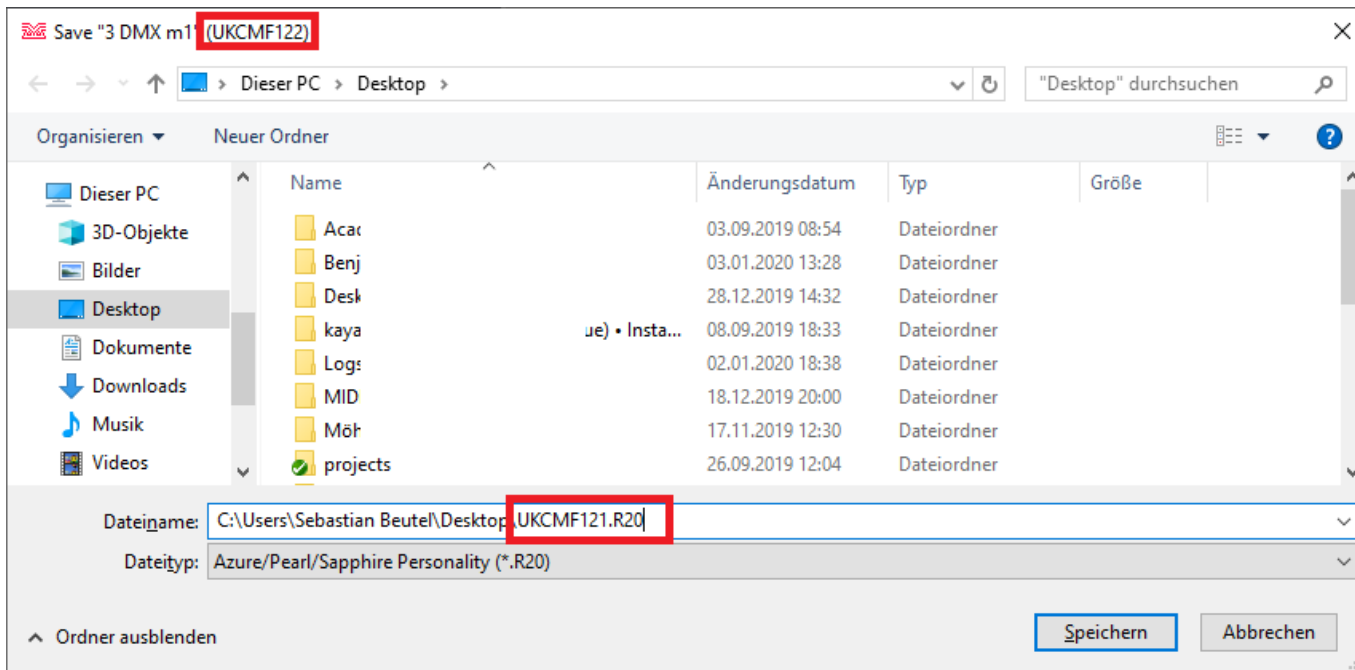 Save "3 DMX m1" (UKCMF122)
Dieser PC > Desktop >
"Desktop" durchsuchen
Organisieren
Neuer Ordner
Name Änderungsdatum Typ Größe
Dieser PC
3D-Objekte
Bilder
Desktop
Dokumente
Downloads
Musik
Videos
Acac 03.09.2019 08:54 Dateiordner
Benj 03.01.2020 13:28 Dateiordner
Desk 28.12.2019 14:32 Dateiordner
kaya ue) • Insta... 08.09.2019 18:33 Dateiordner
Logs 02.01.2020 18:38 Dateiordner
MID 18.12.2019 20:00 Dateiordner
Möh 17.11.2019 12:30 Dateiordner
projects 26.09.2019 12:04 Dateiordner
Dateiname: C:\Users\Sebastian Beutel\Desktop\UKCMF121.R20
Dateityp: Azure/Pearl/Sapphire Personality (*.R20)
Ordner ausblenden
Speichern
Abbrechen